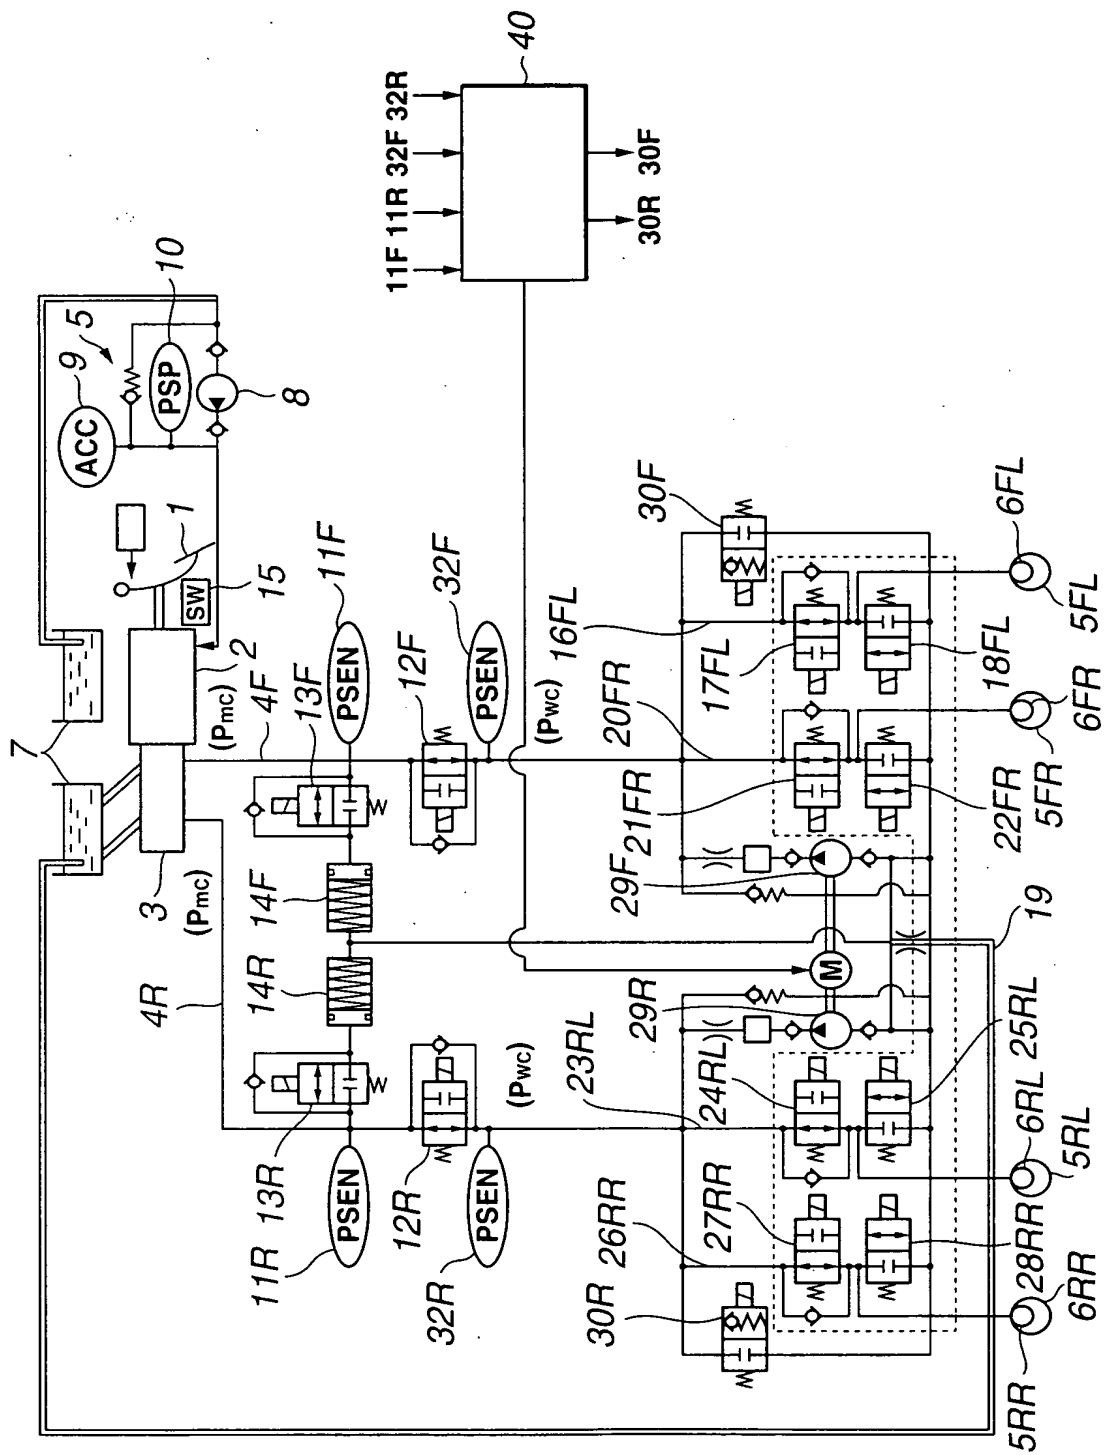 40
11F 11R 32F 32R
30R 30F
7
9
5
10
ACC
PSP
8
1
SW
15
2
3
(Pmc)
(Pmc)
4F
4R
13F
11F
PSEN
14F
14R
13R
11R
PSEN
12F
32F
PSEN
12R
32R
PSEN
(Pwc)
(Pwc)
16FL
30F
20FR
17FL
18FL
6FL
5FL
21FR
22FR
6FR
5FR
29F
M
29R
19
23RL
24RL
25RL
6RL
5RL
26RR
27RR
28RR
6RR
5RR
30R